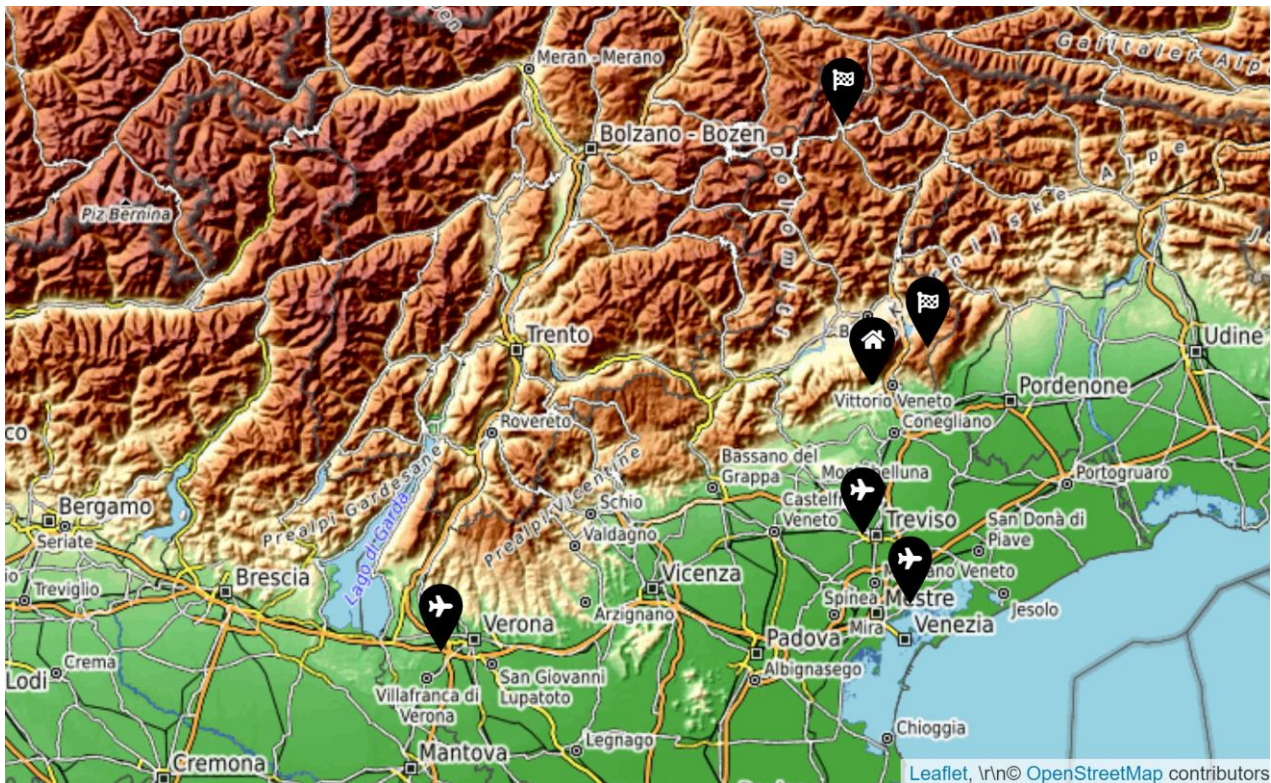 Meran - Merano
Gailtaler Alpe
Bolzano - Bozen
Dolomiti
Piz Bernina
Trento
Udine
Vittorio Veneto
Pordenone
Rovereto
Conegliano
Bassano del
Grappa
Portogruaro
Schio
Treviso
Veneto
San Donà di
Piave
Bergamo
Seriate
Prealpi Gardesane
Lago di Garda
Prealpi Vicentine
Valdagno
Treviglio
Brescia
Vicenza
Veneto
Spinea
Mestre
Arzignano
Jesolo
Verona
Mira
Venezia
Padova
Albignasego
Crema
Lodi
San Giovanni
Lupatoto
Villafranca di
Verona
Chioggia
Legnago
Cremona
Mantova
Leaflet, \r\n© OpenStreetMap contributors